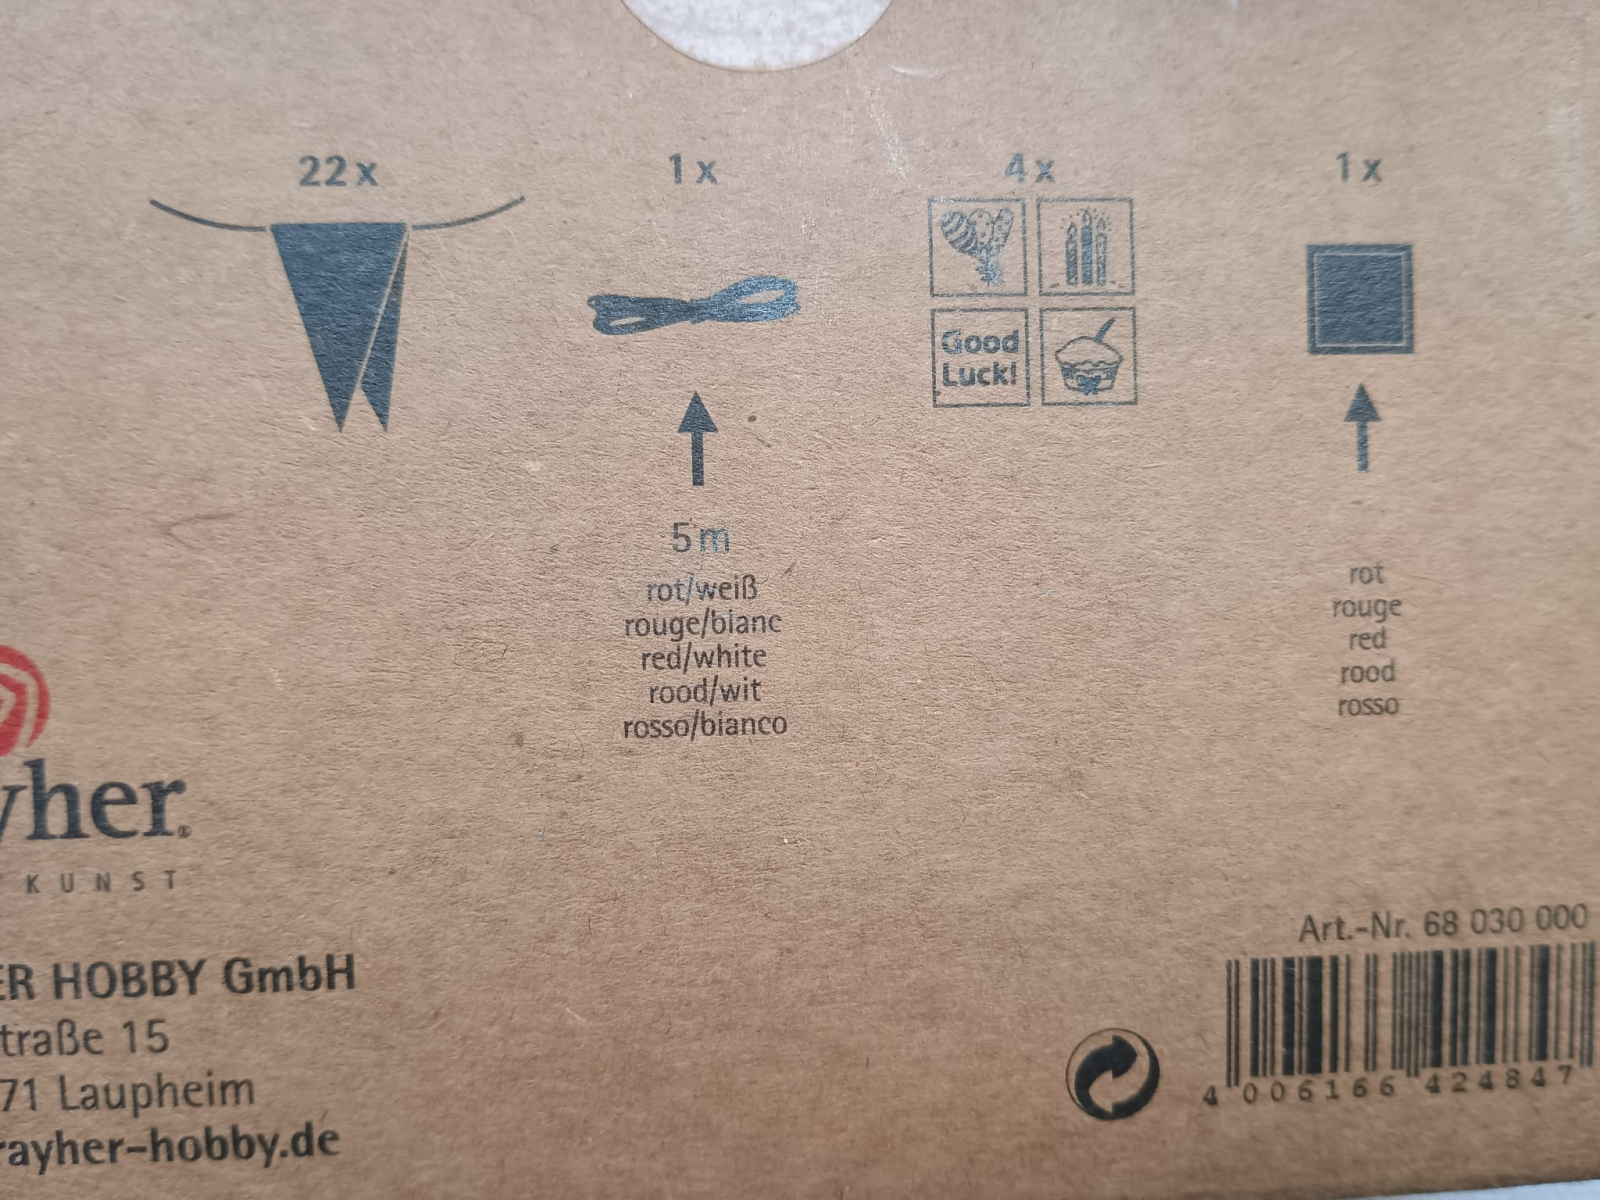 22 x
1 x
4 x
1 x
Good
Luck!
5 m
rot/weiß
rouge/blanc
red/white
rood/wit
rosso/bianco
rot
rouge
red
rood
rosso
yher®
KUNST
ER HOBBY GmbH
traße 15
71 Laupheim
rayher-hobby.de
Art.-Nr. 68 030 000
4 006166 424847